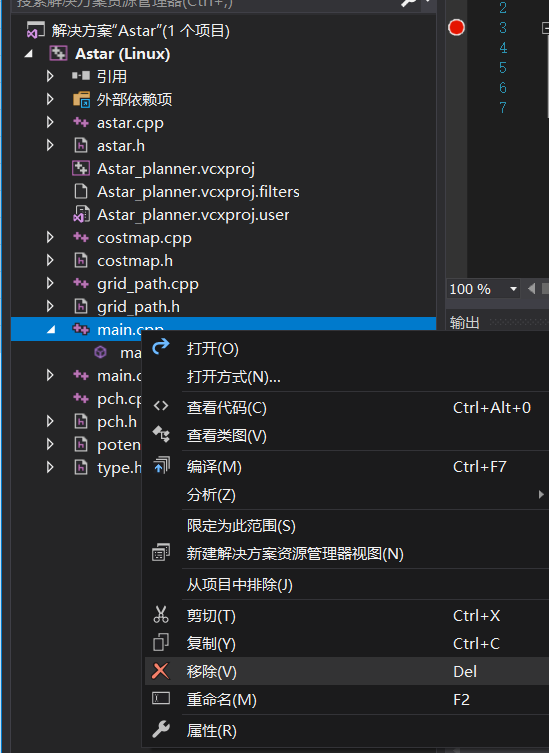 搜索解决方案资源管理器(Ctrl+;)
解决方案“Astar”(1 个项目)
Astar (Linux)
引用
外部依赖项
astar.cpp
astar.h
Astar_planner.vcxproj
Astar_planner.vcxproj.filters
Astar_planner.vcxproj.user
costmap.cpp
costmap.h
grid_path.cpp
grid_path.h
main.cpp
ma
main.c
pch.cp
pch.h
poten
type.h
2
3
4
5
6
7
100 %
输出
打开(O)
打开方式(N)...
查看代码(C) Ctrl+Alt+0
查看类图(V)
编译(M) Ctrl+F7
分析(Z)
限定为此范围(S)
新建解决方案资源管理器视图(N)
从项目中排除(J)
剪切(T) Ctrl+X
复制(Y) Ctrl+C
移除(V) Del
重命名(M) F2
属性(R)